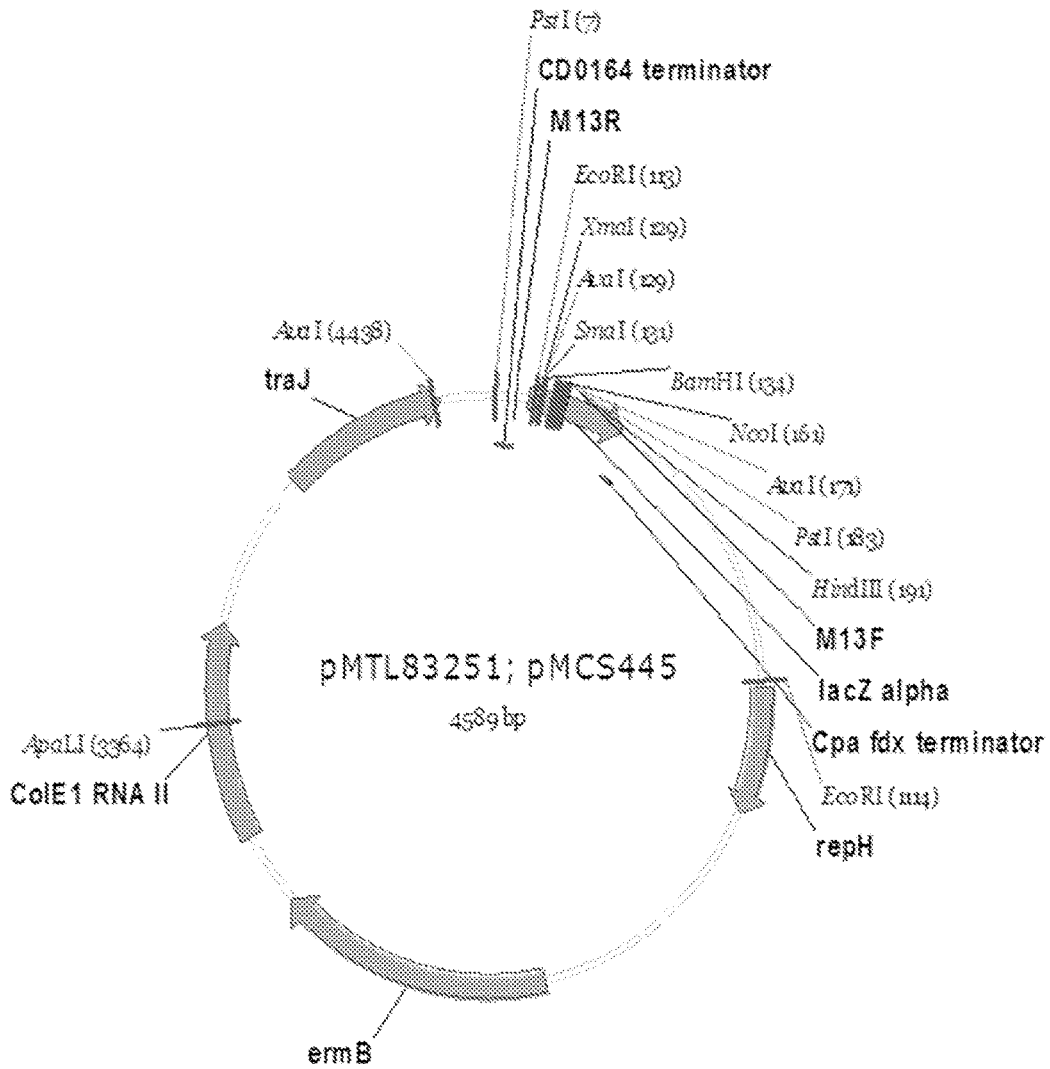 PstI (7)
CD0164 terminator
M13R
EcoRI (113)
XmaI (129)
AvaI (129)
SmaI (131)
AvaI (4438)
traJ
BamHI (134)
NcoI (161)
AvaI (171)
PstI (183)
HindIII (191)
M13F
pMTL83251; pMCS445
lacZ alpha
4589 bp
ApaLI (3364)
Cpa fdx terminator
ColE1 RNA II
EcoRI (1114)
repH
ermB